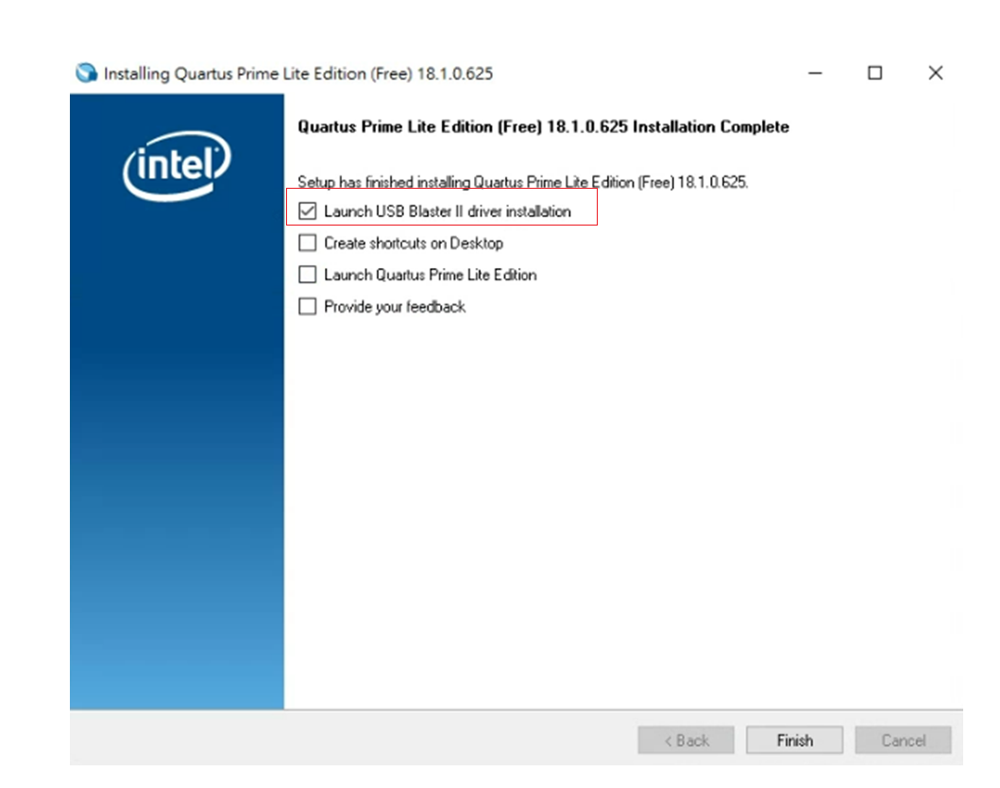 Installing Quartus Prime Lite Edition (Free) 18.1.0.625
intel
Quartus Prime Lite Edition (Free) 18.1.0.625 Installation Complete
Setup has finished installing Quartus Prime Lite Edition (Free) 18.1.0.625.
Launch USB Blaster II driver installation
Create shortcuts on Desktop
Launch Quartus Prime Lite Edition
Provide your feedback
< Back Finish Cancel